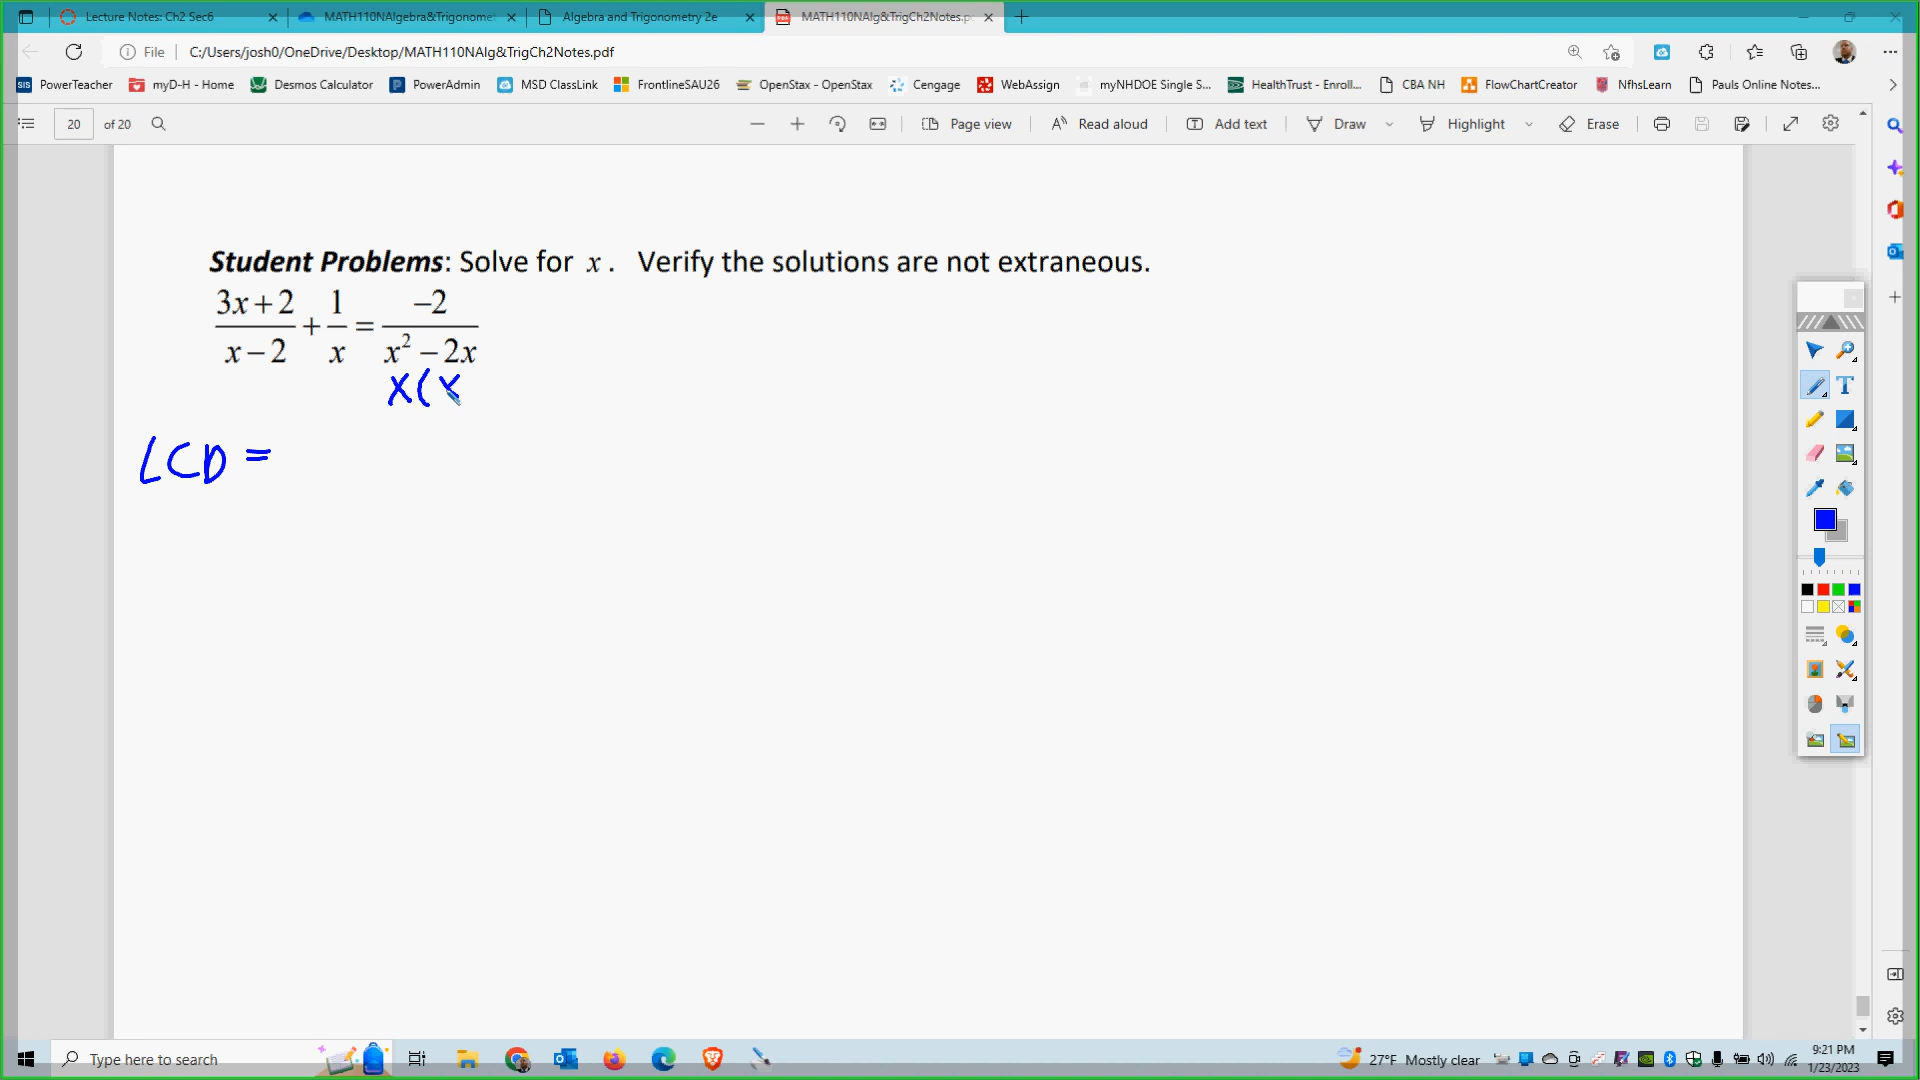 Lecture Notes: Ch2 Sec6
MATH110NAlgebra&Trigonome
Algebra and Trigonometry 2e
MATH110NAlg&TrigCh2Notes.p
File
C:/Users/josh0/OneDrive/Desktop/MATH110NAlg&TrigCh2Notes.pdf
SIS PowerTeacher myD-H - Home Desmos Calculator PowerAdmin MSD ClassLink FrontlineSAU26 OpenStax - OpenStax Cengage WebAssign myNHDOE Single S... HealthTrust - Enroll... CBA NH FlowChartCreator NfhsLearn Pauls Online Notes...
20 of 20 Page view Read aloud Add text Draw Highlight Erase
Student Problems: Solve for x. Verify the solutions are not extraneous.
(3x+2)/(x−2) + 1/x = −2/(x² − 2x)
x(x
LCD =
T
Type here to search
27°F Mostly clear
9:21 PM
1/23/2023